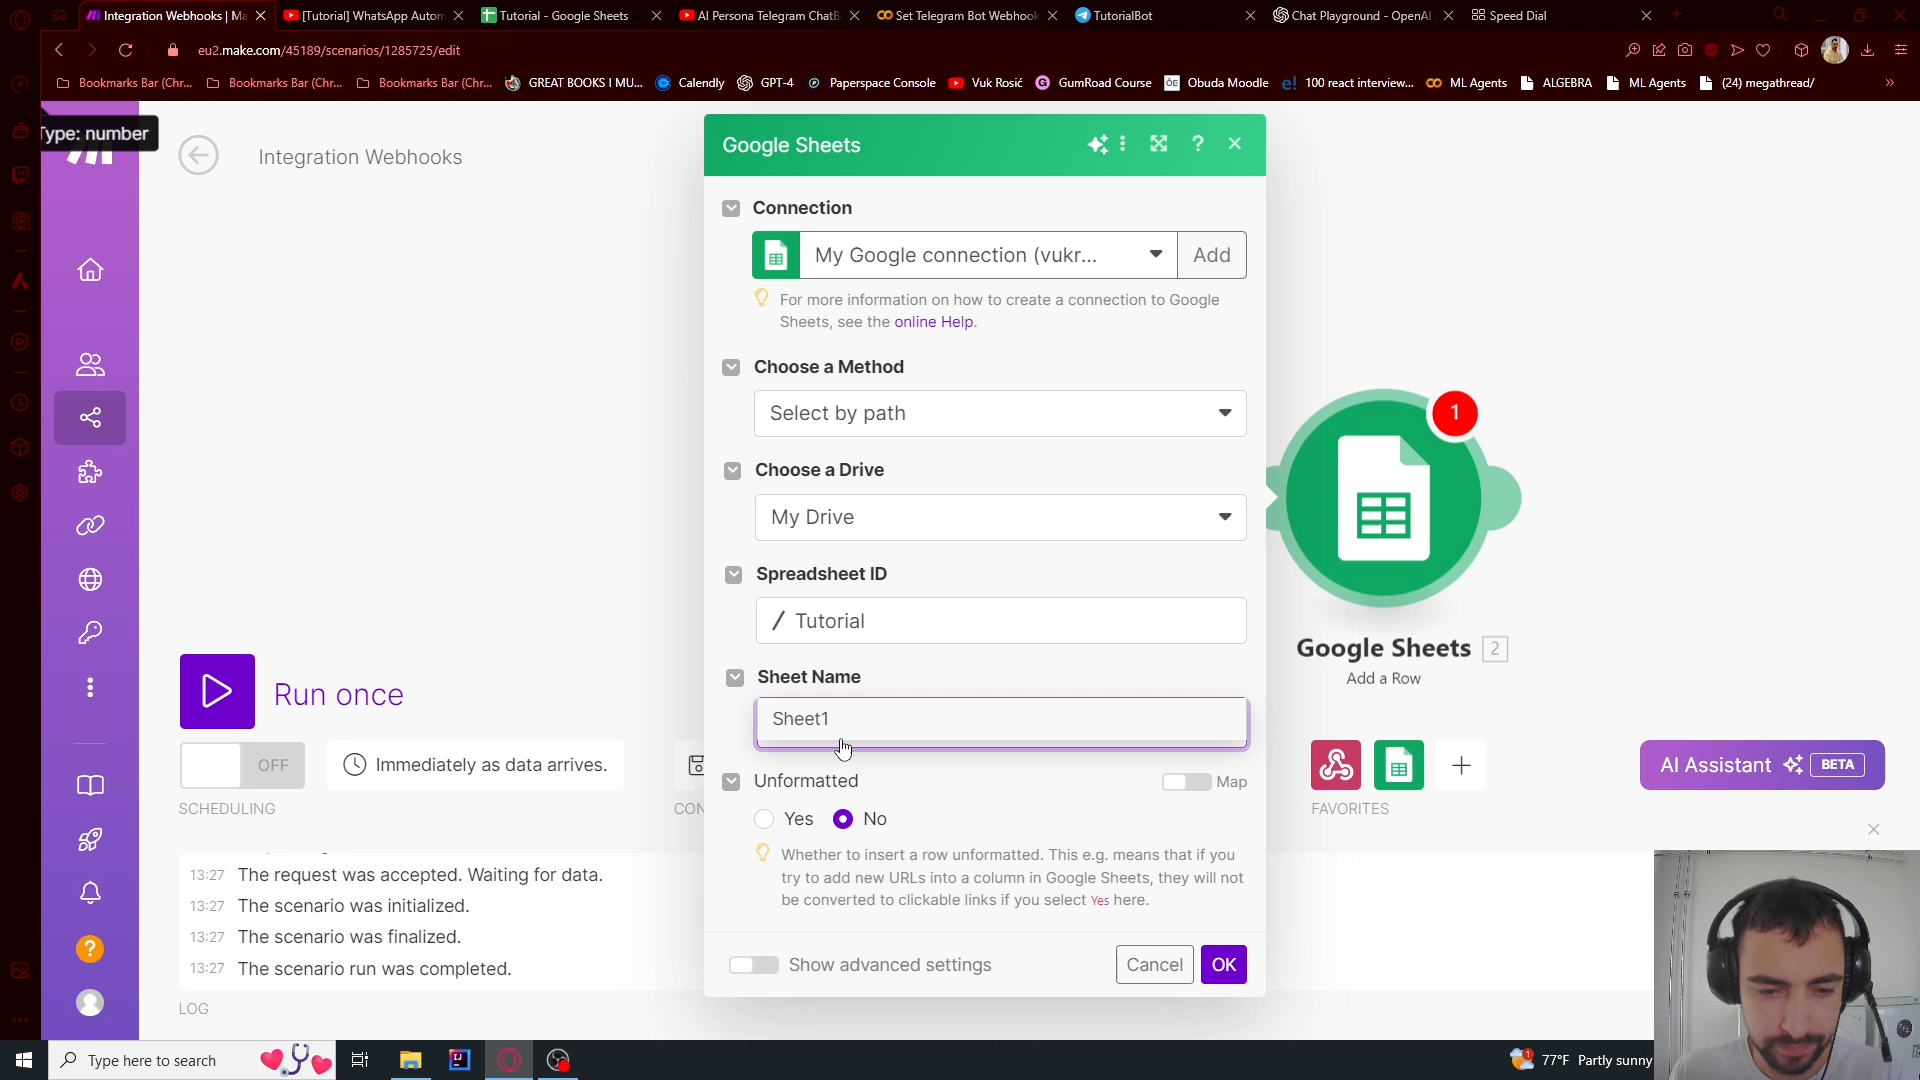 Integration Webhooks | Ma
[Tutorial] WhatsApp Autom
Tutorial - Google Sheets
AI Persona Telegram ChatB
Set Telegram Bot Webhook
TutorialBot
Chat Playground - OpenAI
Speed Dial
eu2.make.com/45189/scenarios/1285725/edit
Bookmarks Bar (Chr...
Bookmarks Bar (Chr...
Bookmarks Bar (Chr...
GREAT BOOKS I MU...
Calendly
GPT-4
Paperspace Console
Vuk Rosić
GumRoad Course
Obuda Moodle
100 react interview...
ML Agents
ALGEBRA
ML Agents
(24) megathread/
Type: number
Integration Webhooks
Google Sheets
Connection
My Google connection (vukr...
Add
For more information on how to create a connection to Google
Sheets, see the online Help.
Choose a Method
Select by path
Choose a Drive
My Drive
Spreadsheet ID
/ Tutorial
Sheet Name
Sheet1
Unformatted
Map
Yes
No
Whether to insert a row unformatted. This e.g. means that if you
try to add new URLs into a column in Google Sheets, they will not
be converted to clickable links if you select Yes here.
Show advanced settings
Cancel
OK
1
Google Sheets 2
Add a Row
Run once
OFF
Immediately as data arrives.
SCHEDULING
CON
FAVORITES
AI Assistant BETA
13:27 The request was accepted. Waiting for data.
13:27 The scenario was initialized.
13:27 The scenario was finalized.
13:27 The scenario run was completed.
LOG
Type here to search
77°F Partly sunny